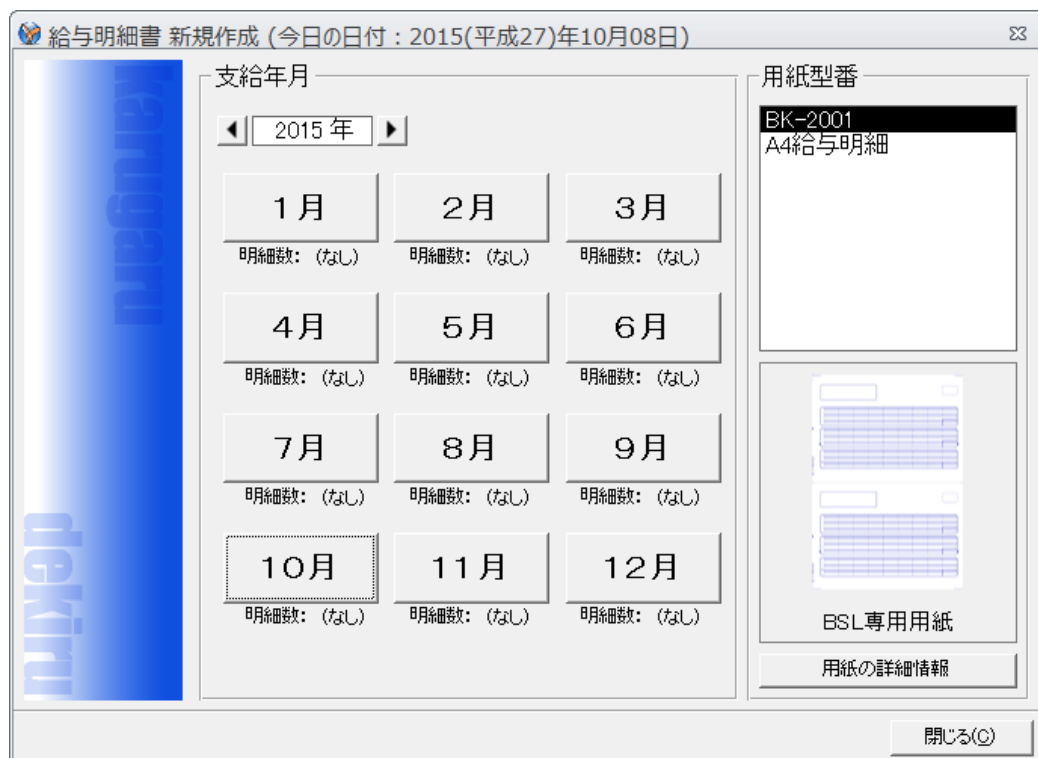 給与明細書 新規作成 (今日の日付：2015(平成27)年10月08日)
karugaru
dekiru
支給年月
2015 年
1月 2月 3月
明細数: (なし) 明細数: (なし) 明細数: (なし)
4月 5月 6月
明細数: (なし) 明細数: (なし) 明細数: (なし)
7月 8月 9月
明細数: (なし) 明細数: (なし) 明細数: (なし)
10月 11月 12月
明細数: (なし) 明細数: (なし) 明細数: (なし)
用紙型番
BK-2001
A4給与明細
BSL専用用紙
用紙の詳細情報
閉じる(C)